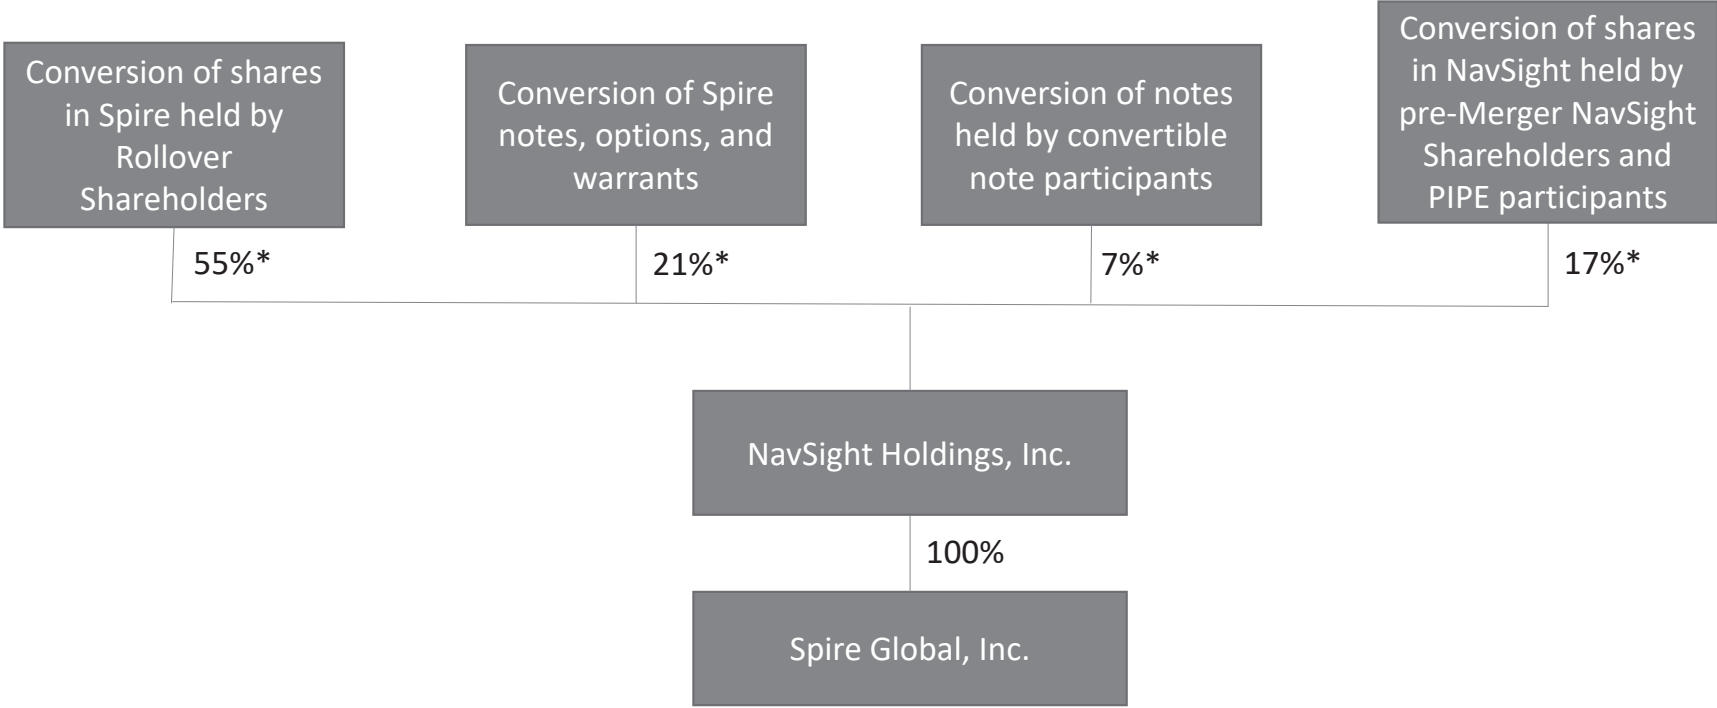 Conversion of shares
in Spire held by
Rollover
Shareholders
Conversion of Spire
notes, options, and
warrants
Conversion of notes
held by convertible
note participants
Conversion of shares
in NavSight held by
pre-Merger NavSight
Shareholders and
PIPE participants
55%*
21%*
7%*
17%*
NavSight Holdings, Inc.
100%
Spire Global, Inc.